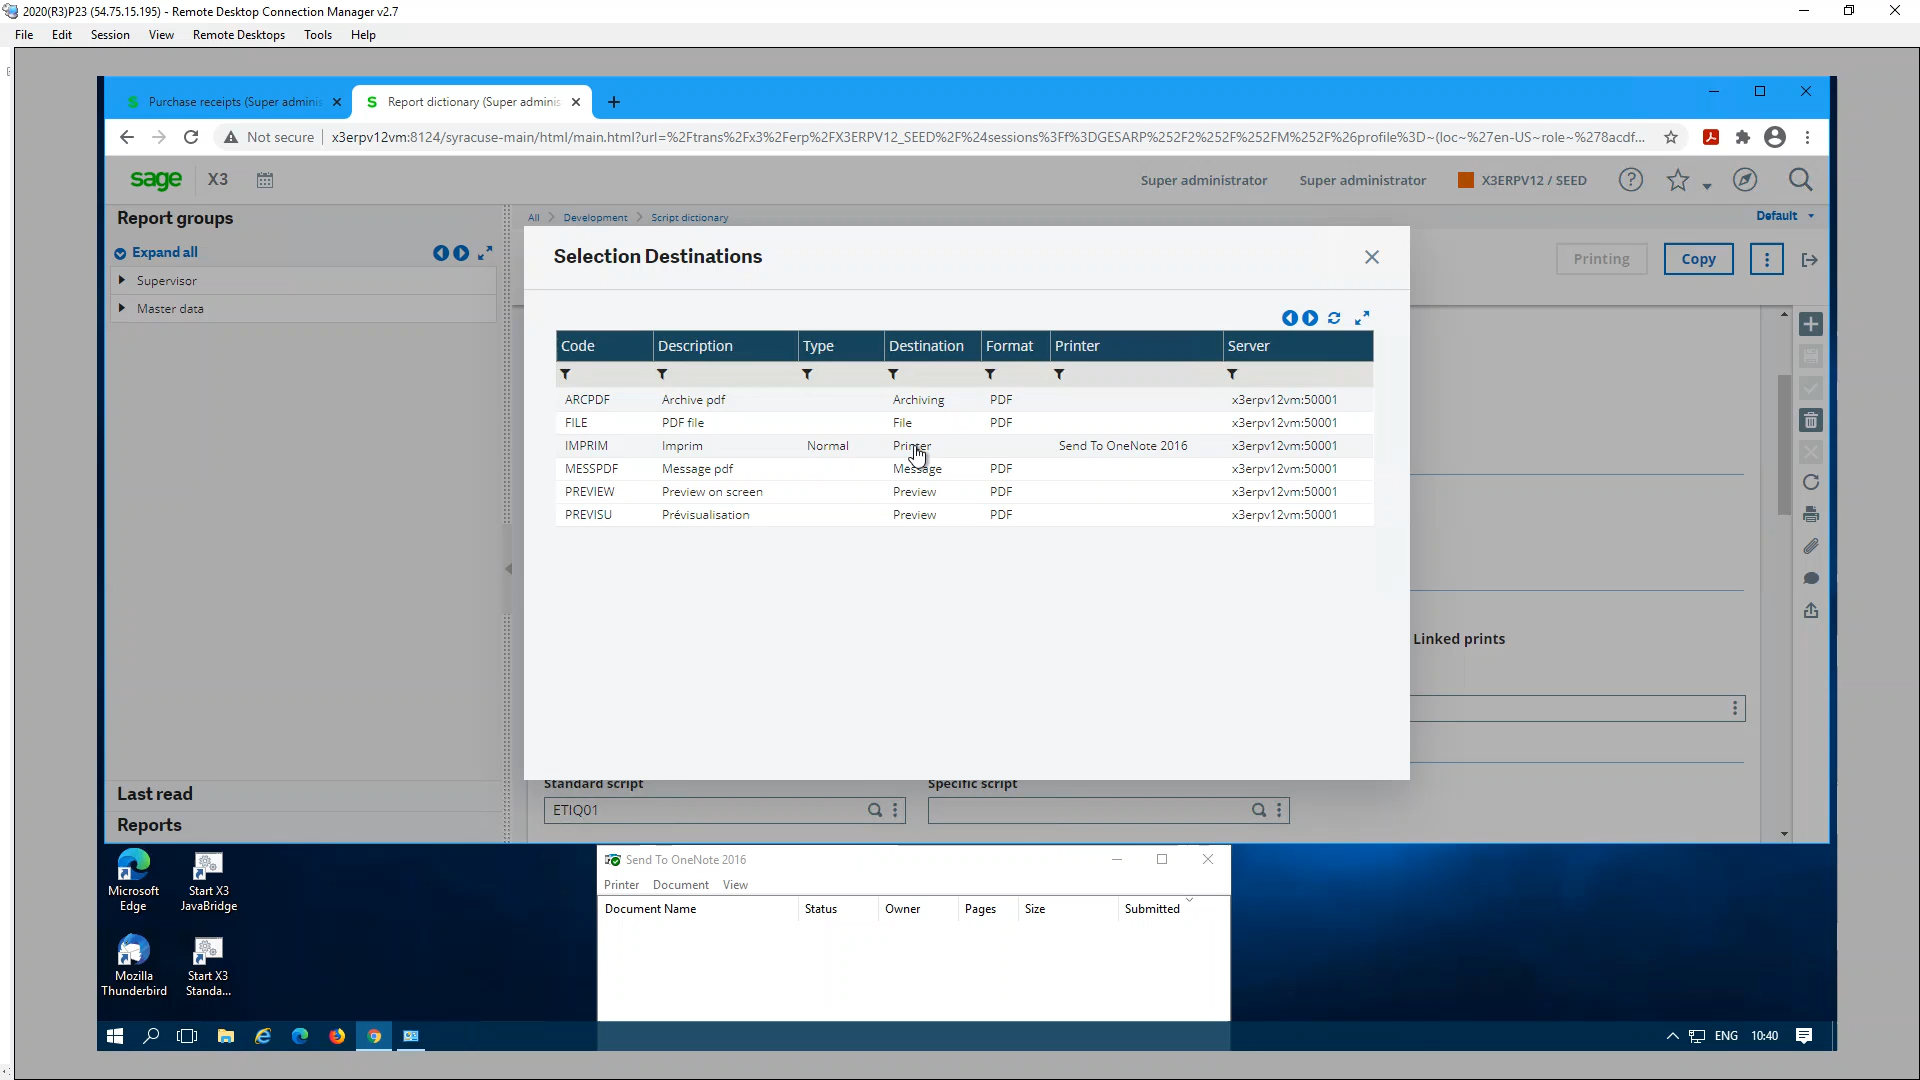 2020(R3)P23 (54.75.15.195) - Remote Desktop Connection Manager v2.7
File Edit Session View Remote Desktops Tools Help
Purchase receipts (Super adminis
Report dictionary (Super adminis
Not secure x3erpv12vm:8124/syracuse-main/html/main.html?url=%2Ftrans%2Fx3%2Ferp%2FX3ERPV12_SEED%2F%24sessions%3Ff%3DGESARP%252F2%252F%252FM%252F%26profile%3D~(loc~%27en-US~role~%278acdf...
sage X3
Super administrator Super administrator X3ERPV12 / SEED
Report groups
All Development Script dictionary
Default
Expand all
Supervisor
Master data
Printing Copy
Selection Destinations
Code Description Type Destination Format Printer Server
ARCPDF Archive pdf Archiving PDF x3erpv12vm:50001
FILE PDF file File PDF x3erpv12vm:50001
IMPRIM Imprim Normal Printer Send To OneNote 2016 x3erpv12vm:50001
MESSPDF Message pdf Message PDF x3erpv12vm:50001
PREVIEW Preview on screen Preview PDF x3erpv12vm:50001
PREVISU Prévisualisation Preview PDF x3erpv12vm:50001
Linked prints
Standard script Specific script
ETIQ01
Last read
Reports
Microsoft Edge
Start X3 JavaBridge
Mozilla Thunderbird
Start X3 Standa...
Send To OneNote 2016
Printer Document View
Document Name Status Owner Pages Size Submitted
ENG 10:40